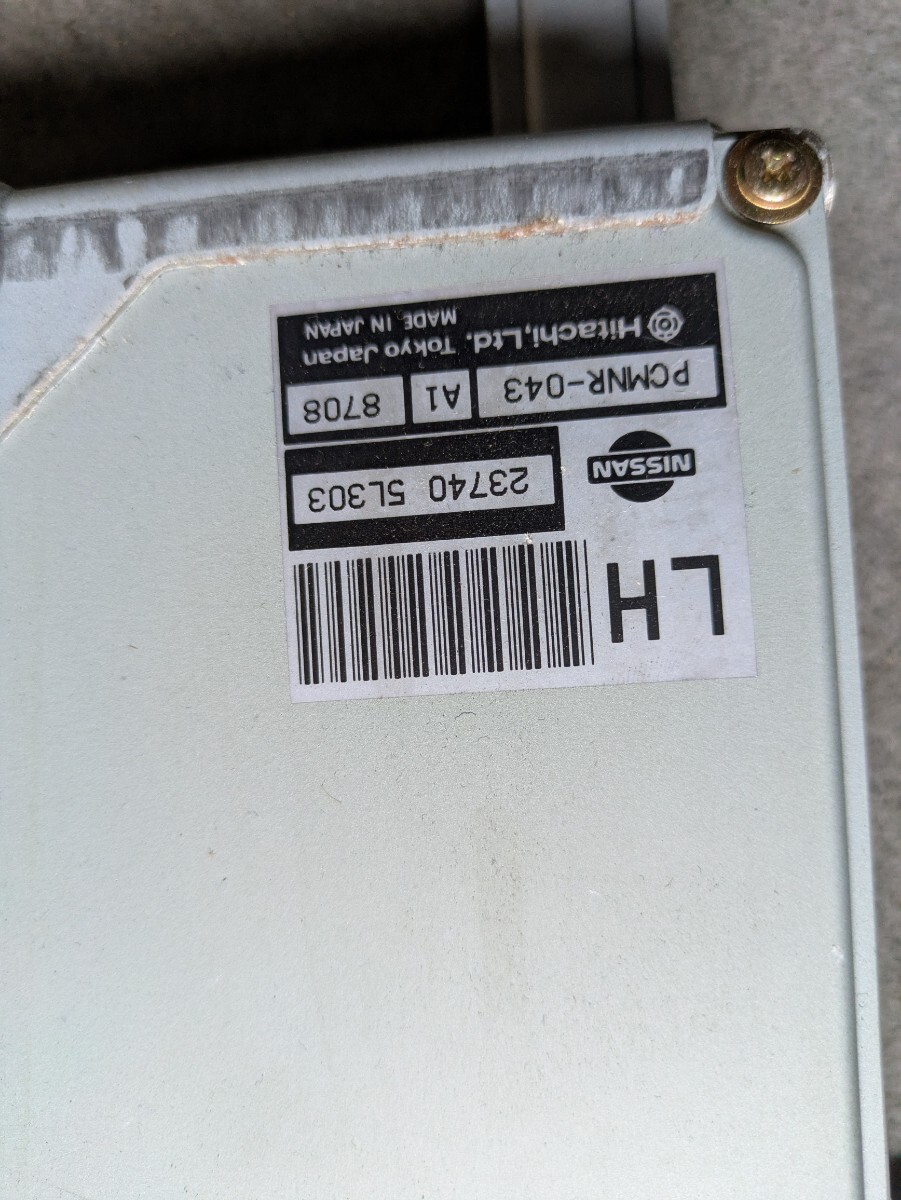 Hitachi,Ltd. Tokyo Japan
MADE IN JAPAN
PCMNR-043 A1 8708
NISSAN
23740 5L303
LH